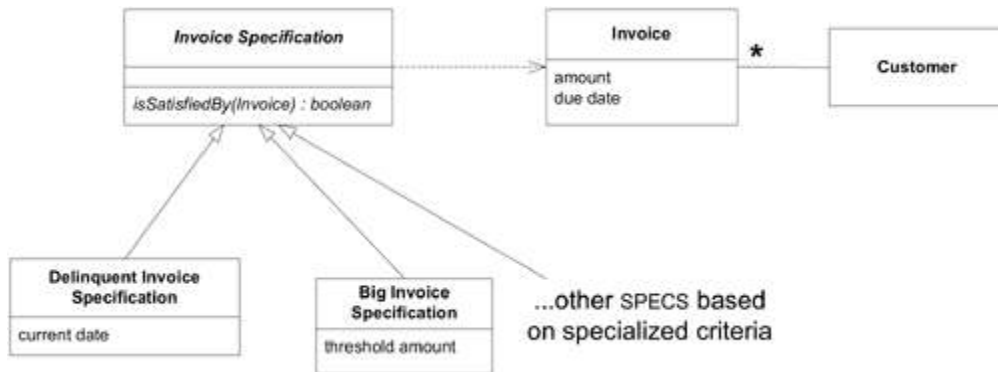 Invoice Specification
isSatisfiedBy(Invoice) : boolean
Invoice
amount
due date
*
Customer
Delinquent Invoice
Specification
current date
Big Invoice
Specification
threshold amount
...other SPECS based
on specialized criteria